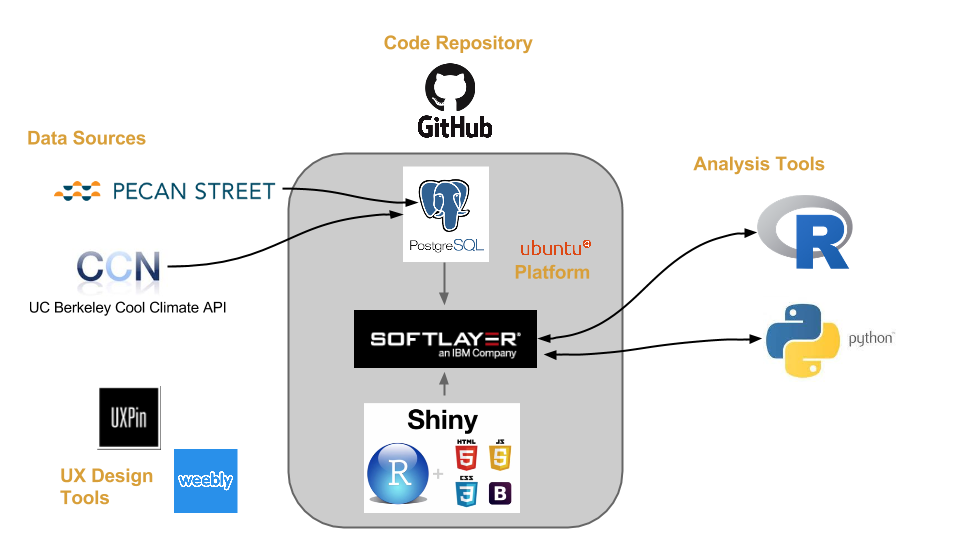 Code Repository
GitHub
Data Sources
PECAN STREET
CCN
UC Berkeley Cool Climate API
PostgreSQL
ubuntu
Platform
SOFTLAYER
an IBM Company
Analysis Tools
R
python™
Shiny
R
+
HTML
5
JS
5
CSS
3
B
UXPin
weebly
UX Design
Tools